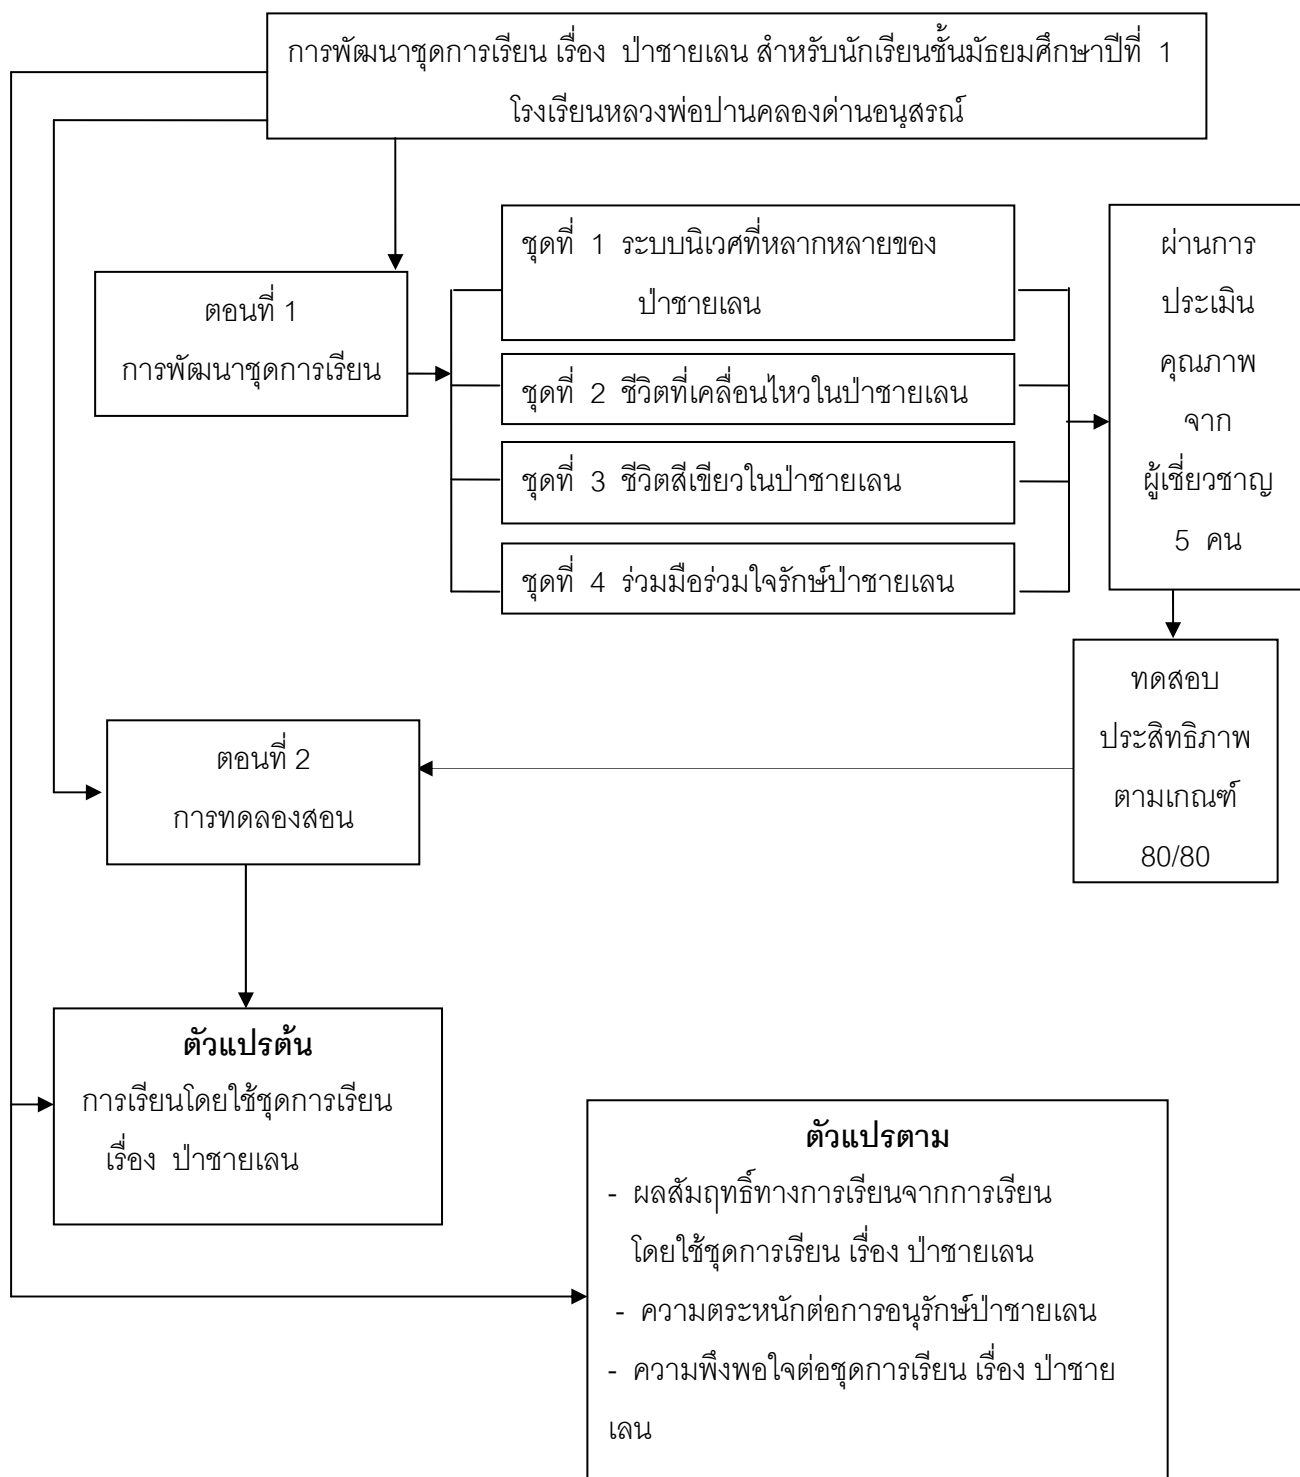 การพัฒนาชุดการเรียน เรื่อง ป่าชายเลน สำหรับนักเรียนชั้นมัธยมศึกษาปีที่ 1
โรงเรียนหลวงพ่อปานคลองด่านอนุสรณ์
ตอนที่ 1
การพัฒนาชุดการเรียน
ชุดที่ 1 ระบบนิเวศที่หลากหลายของ
ป่าชายเลน
ชุดที่ 2 ชีวิตที่เคลื่อนไหวในป่าชายเลน
ชุดที่ 3 ชีวิตสีเขียวในป่าชายเลน
ชุดที่ 4 ร่วมมือร่วมใจรักษ์ป่าชายเลน
ผ่านการ
ประเมิน
คุณภาพ
จาก
ผู้เชี่ยวชาญ
5 คน
ทดสอบ
ประสิทธิภาพ
ตามเกณฑ์
80/80
ตอนที่ 2
การทดลองสอน
ตัวแปรต้น
การเรียนโดยใช้ชุดการเรียน
เรื่อง ป่าชายเลน
ตัวแปรตาม
- ผลสัมฤทธิ์ทางการเรียนจากการเรียน
โดยใช้ชุดการเรียน เรื่อง ป่าชายเลน
- ความตระหนักต่อการอนุรักษ์ป่าชายเลน
- ความพึงพอใจต่อชุดการเรียน เรื่อง ป่าชาย
เลน